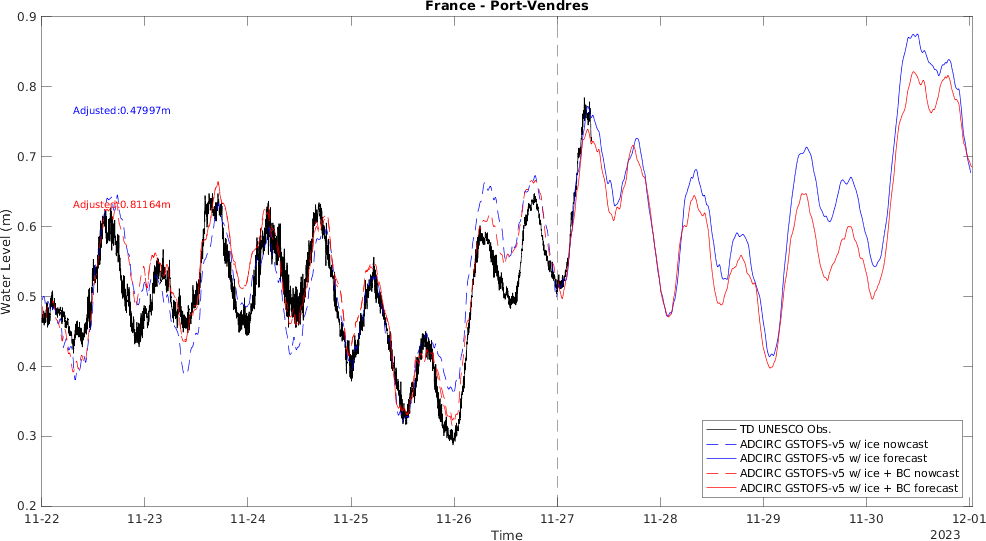 France - Port-Vendres
Water Level (m)
0.9
0.8
0.7
0.6
0.5
0.4
0.3
0.2
Adjusted:0.47997m
Adjusted:0.81164m
TD UNESCO Obs.
ADCIRC GSTOFS-v5 w/ ice nowcast
ADCIRC GSTOFS-v5 w/ ice forecast
ADCIRC GSTOFS-v5 w/ ice + BC nowcast
ADCIRC GSTOFS-v5 w/ ice + BC forecast
11-22 11-23 11-24 11-25 11-26 11-27 11-28 11-29 11-30 12-01
2023
Time